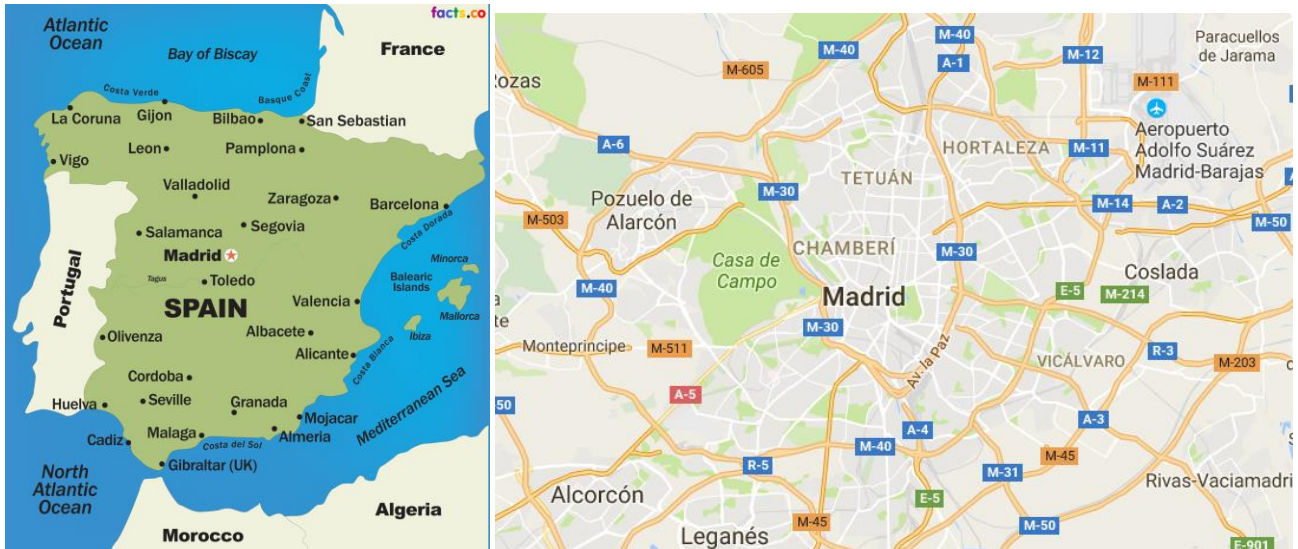 facts.co
Atlantic
Ocean
Bay of Biscay
France
Costa Verde
Basque Coast
La Coruna
Gijon
Bilbao
San Sebastian
Leon
Pamplona
Vigo
Valladolid
Zaragoza
Barcelona
Costa Dorada
Salamanca
Segovia
Madrid
Minorca
Tagus
Toledo
Balearic
Islands
Portugal
SPAIN
Valencia
Mallorca
Ibiza
Olivenza
Albacete
Alicante
Costa Blanca
Cordoba
Mediterranean Sea
Huelva
Seville
Granada
Mojacar
Cadiz
Malaga
Costa del Sol
Almeria
Gibraltar (UK)
North
Atlantic
Ocean
Algeria
Morocco
M-40
M-40
M-12
Paracuellos
de Jarama
A-1
M-605
M-111
Rozas
Aeropuerto
Adolfo Suárez
Madrid-Barajas
A-6
HORTALEZA
M-11
TETUÁN
M-30
Pozuelo de
Alarcón
M-503
M-14
A-2
M-50
CHAMBERÍ
M-30
Casa de
Campo
Coslada
M-40
E-5
M-214
Madrid
M-30
Monteprincipe
M-511
Av. la Paz
VICÁLVARO
R-3
M-203
A-5
50
A-3
A-4
M-40
M-45
R-5
M-31
Rivas-Vaciamadri
Alcorcón
E-5
M-45
M-50
Leganés
E-901